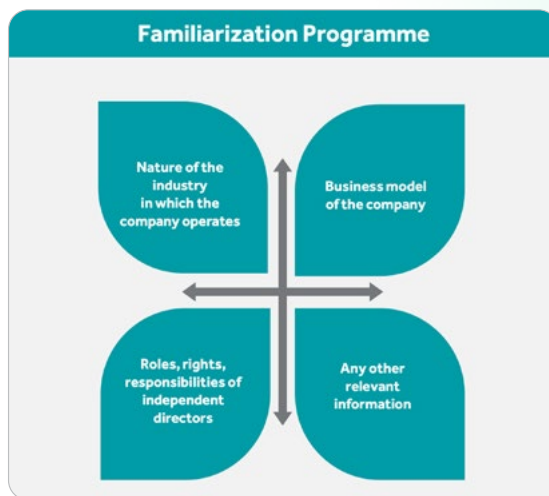 Familiarization Programme
Nature of the
industry
in which the
company operates
Business model
of the company
Roles, rights,
responsibilities of
independent
directors
Any other
relevant
information